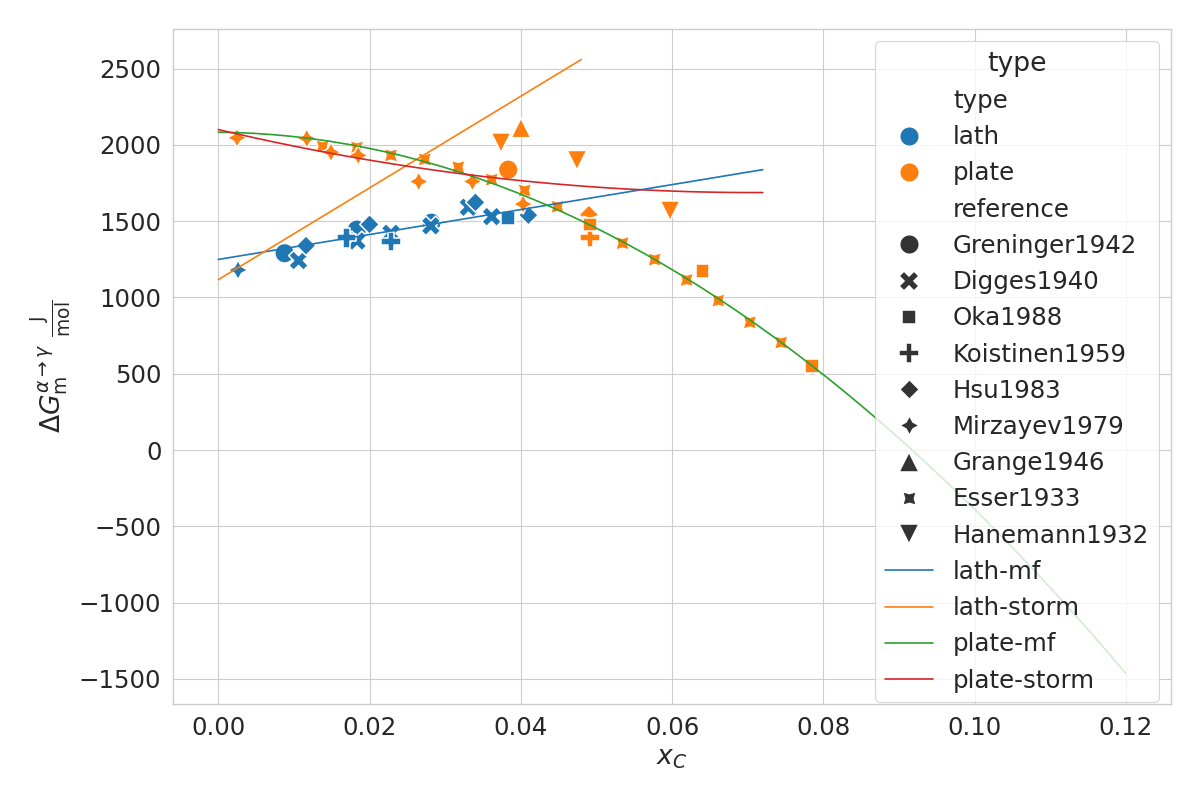 2500
2000
1500
1000
500
0
−500
−1000
−1500
ΔG_m^{α→γ} J/mol
0.00 0.02 0.04 0.06 0.08 0.10 0.12
x_C
type
type
lath
plate
reference
Greninger1942
Digges1940
Oka1988
Koistinen1959
Hsu1983
Mirzayev1979
Grange1946
Esser1933
Hanemann1932
lath-mf
lath-storm
plate-mf
plate-storm